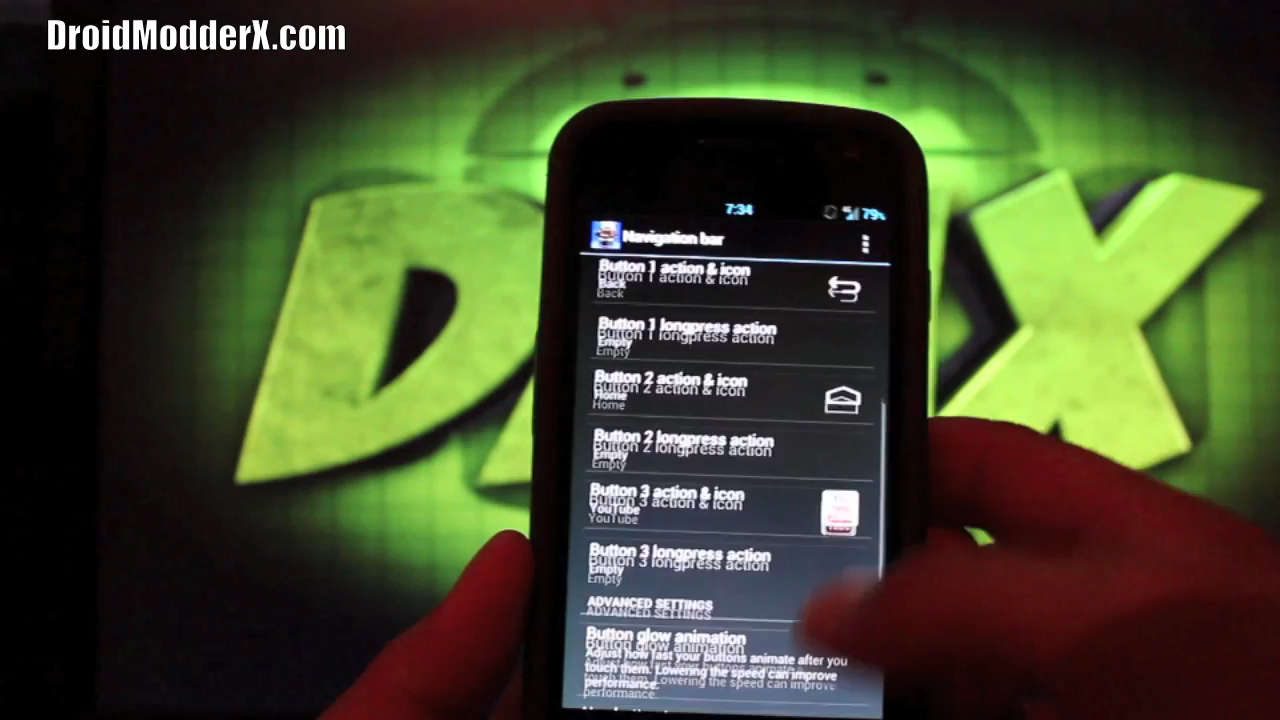 DroidModderX.com
DMX
7:34 4G 79%
Navigation bar
Button 1 action & icon
Back
Button 1 longpress action
Empty
Button 2 action & icon
Home
Button 2 longpress action
Empty
Button 3 action & icon
YouTube
Button 3 longpress action
Empty
ADVANCED SETTINGS
Button glow animation
Adjust how fast your buttons animate after you
touch them. Lowering the speed can improve
performance.